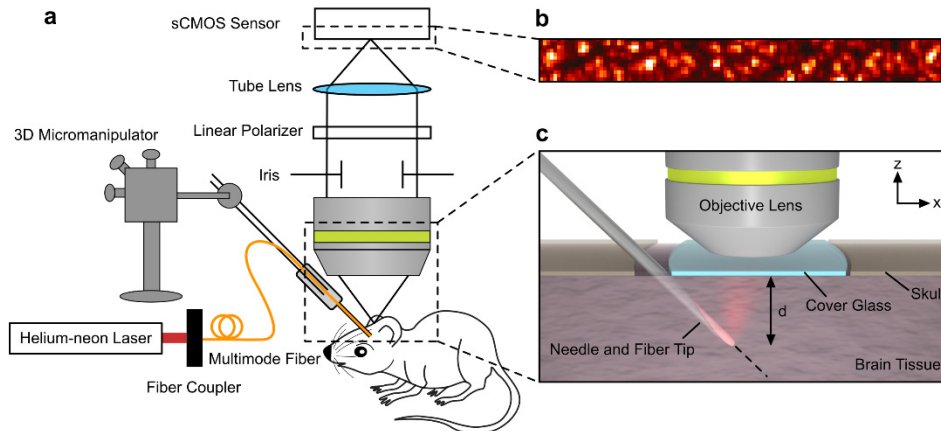 a
sCMOS Sensor
Tube Lens
Linear Polarizer
3D Micromanipulator
Iris
Helium-neon Laser
Multimode Fiber
Fiber Coupler
b
c
z
x
Objective Lens
Skul
Cover Glass
d
Needle and Fiber Tip
Brain Tissue